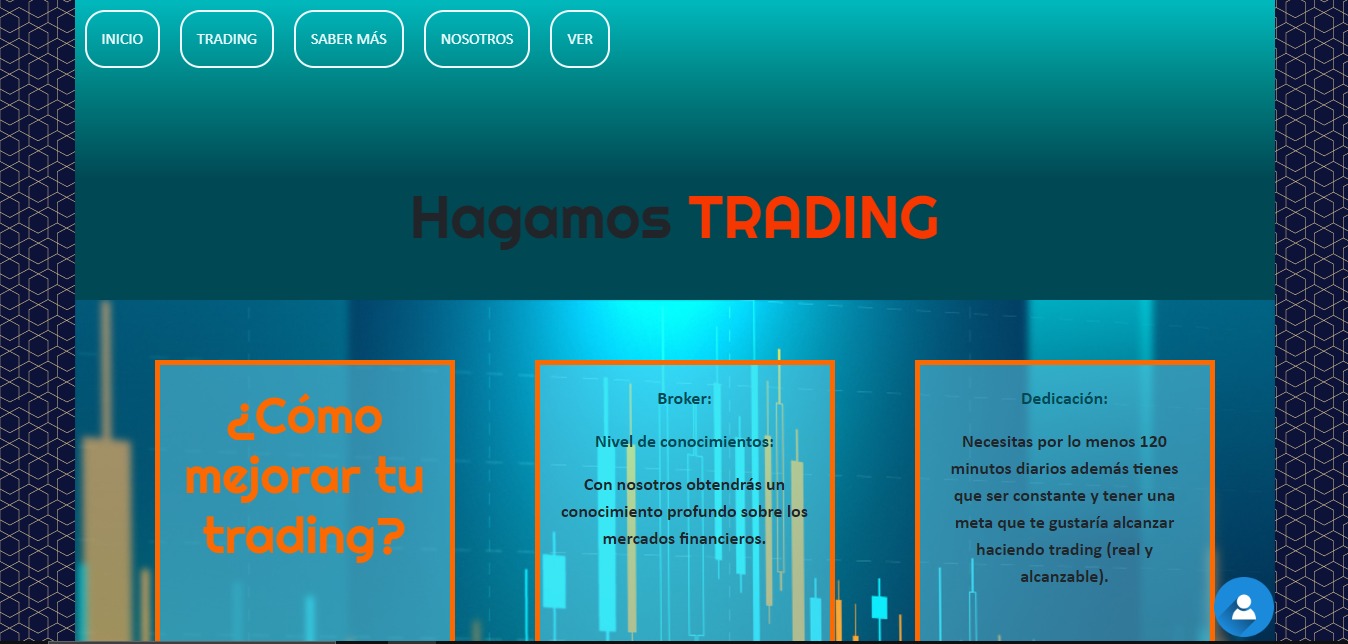 INICIO
TRADING
SABER MÁS
NOSOTROS
VER
Hagamos TRADING
¿Cómo
mejorar tu
trading?
Broker:
Nivel de conocimientos:
Con nosotros obtendrás un
conocimiento profundo sobre los
mercados financieros.
Dedicación:
Necesitas por lo menos 120
minutos diarios además tienes
que ser constante y tener una
meta que te gustaría alcanzar
haciendo trading (real y
alcanzable).